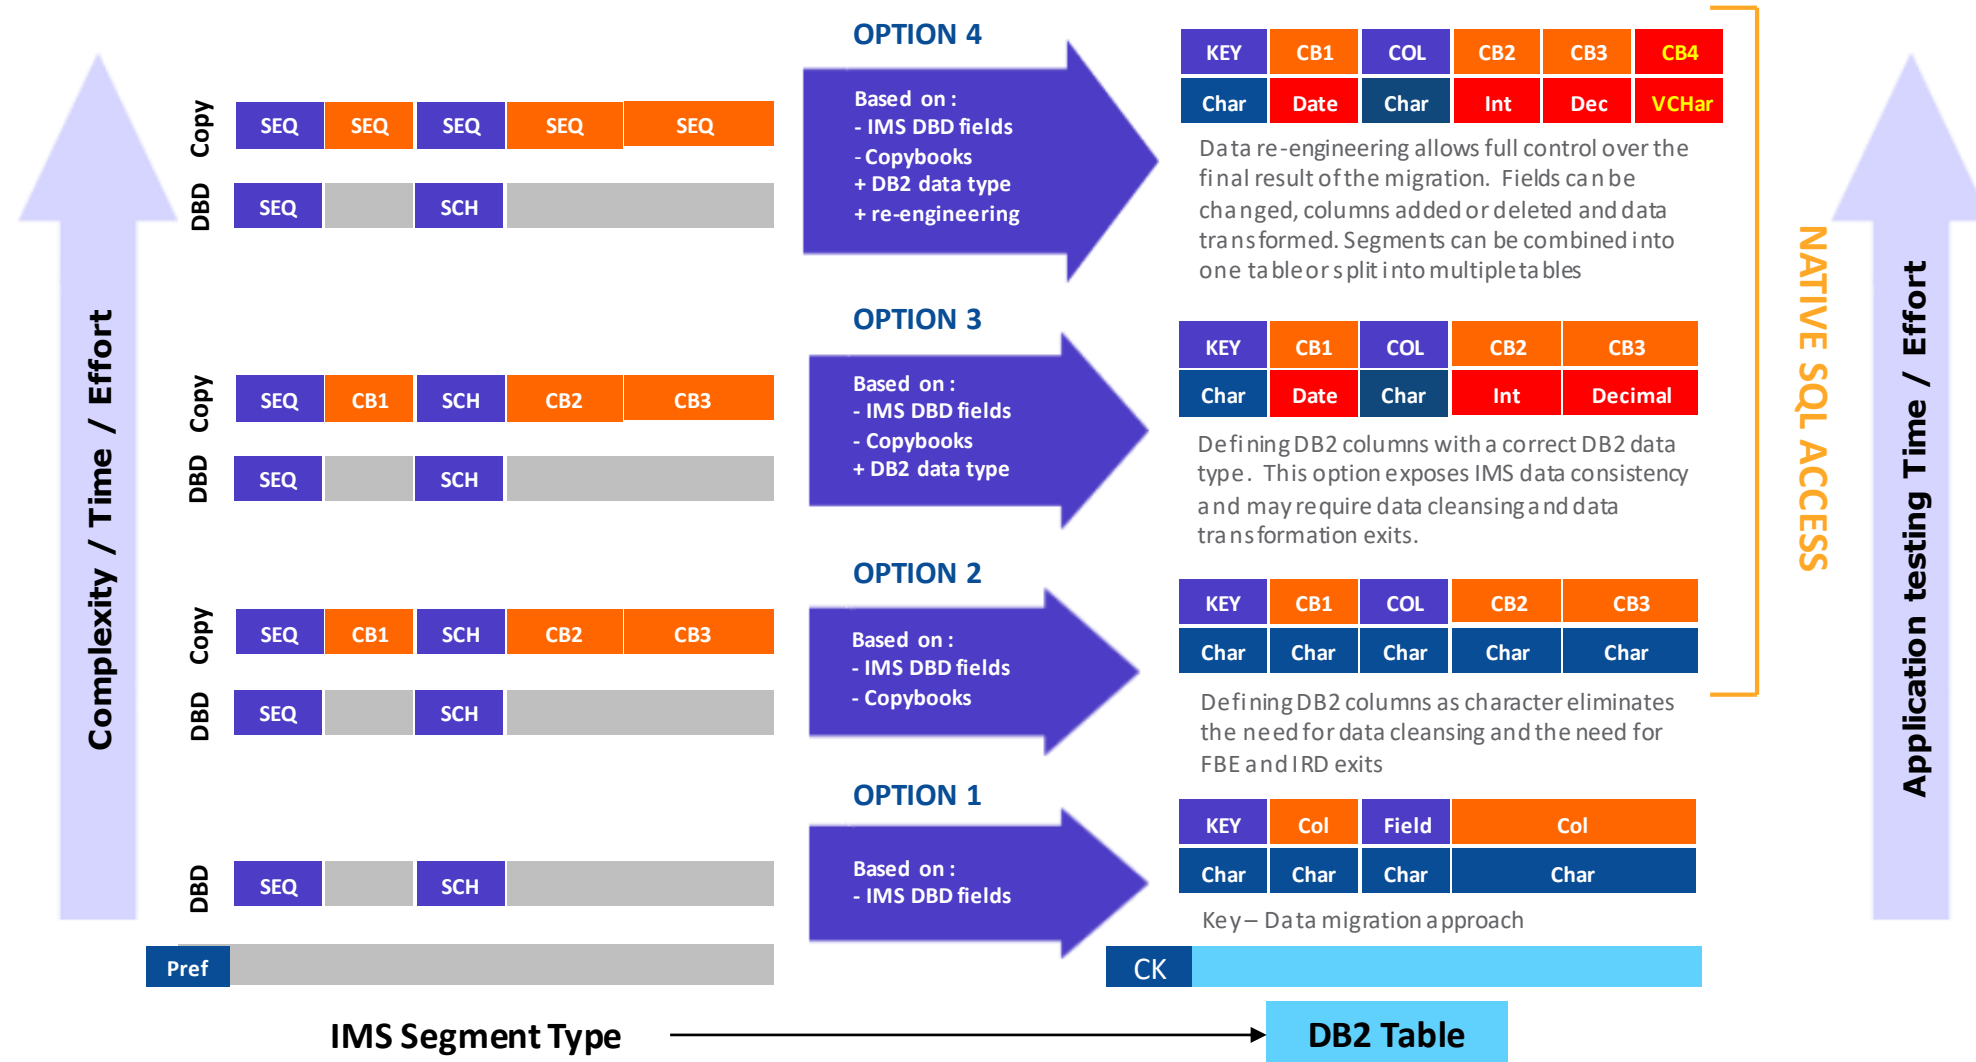 Complexity / Time / Effort
OPTION 4
Copy
SEQ SEQ SEQ SEQ SEQ
DBD
SEQ SCH
Based on :
- IMS DBD fields
- Copybooks
+ DB2 data type
+ re-engineering
KEY CB1 COL CB2 CB3 CB4
Char Date Char Int Dec VCHar
Data re-engineering allows full control over the
final result of the migration. Fields can be
changed, columns added or deleted and data
transformed. Segments can be combined into
one table or split into multiple tables
OPTION 3
Copy
SEQ CB1 SCH CB2 CB3
DBD
SEQ SCH
Based on :
- IMS DBD fields
- Copybooks
+ DB2 data type
KEY CB1 COL CB2 CB3
Char Date Char Int Decimal
Defining DB2 columns with a correct DB2 data
type. This option exposes IMS data consistency
and may require data cleansing and data
transformation exits.
OPTION 2
Copy
SEQ CB1 SCH CB2 CB3
DBD
SEQ SCH
Based on :
- IMS DBD fields
- Copybooks
KEY CB1 COL CB2 CB3
Char Char Char Char Char
Defining DB2 columns as character eliminates
the need for data cleansing and the need for
FBE and IRD exits
OPTION 1
DBD
SEQ SCH
Based on :
- IMS DBD fields
KEY Col Field Col
Char Char Char Char
Key – Data migration approach
Pref
CK
IMS Segment Type
DB2 Table
NATIVE SQL ACCESS
Application testing Time / Effort